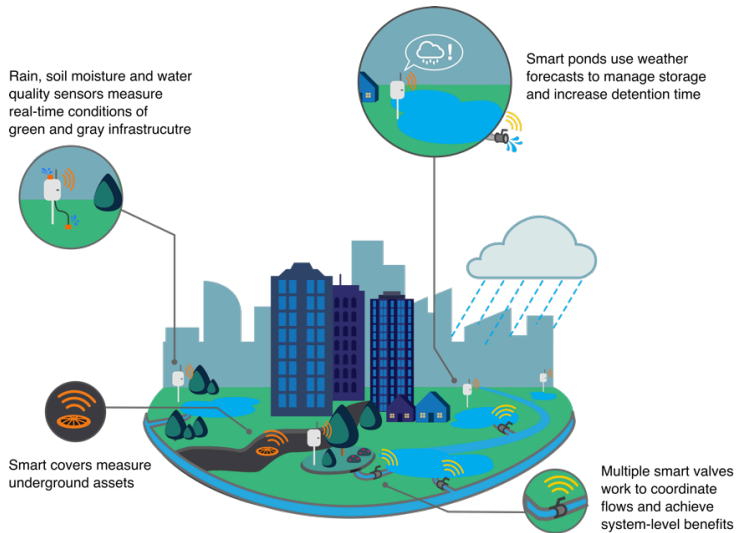 Rain, soil moisture and water
quality sensors measure
real-time conditions of
green and gray infrastrucutre
Smart ponds use weather
forecasts to manage storage
and increase detention time
!
Smart covers measure
underground assets
Multiple smart valves
work to coordinate
flows and achieve
system-level benefits